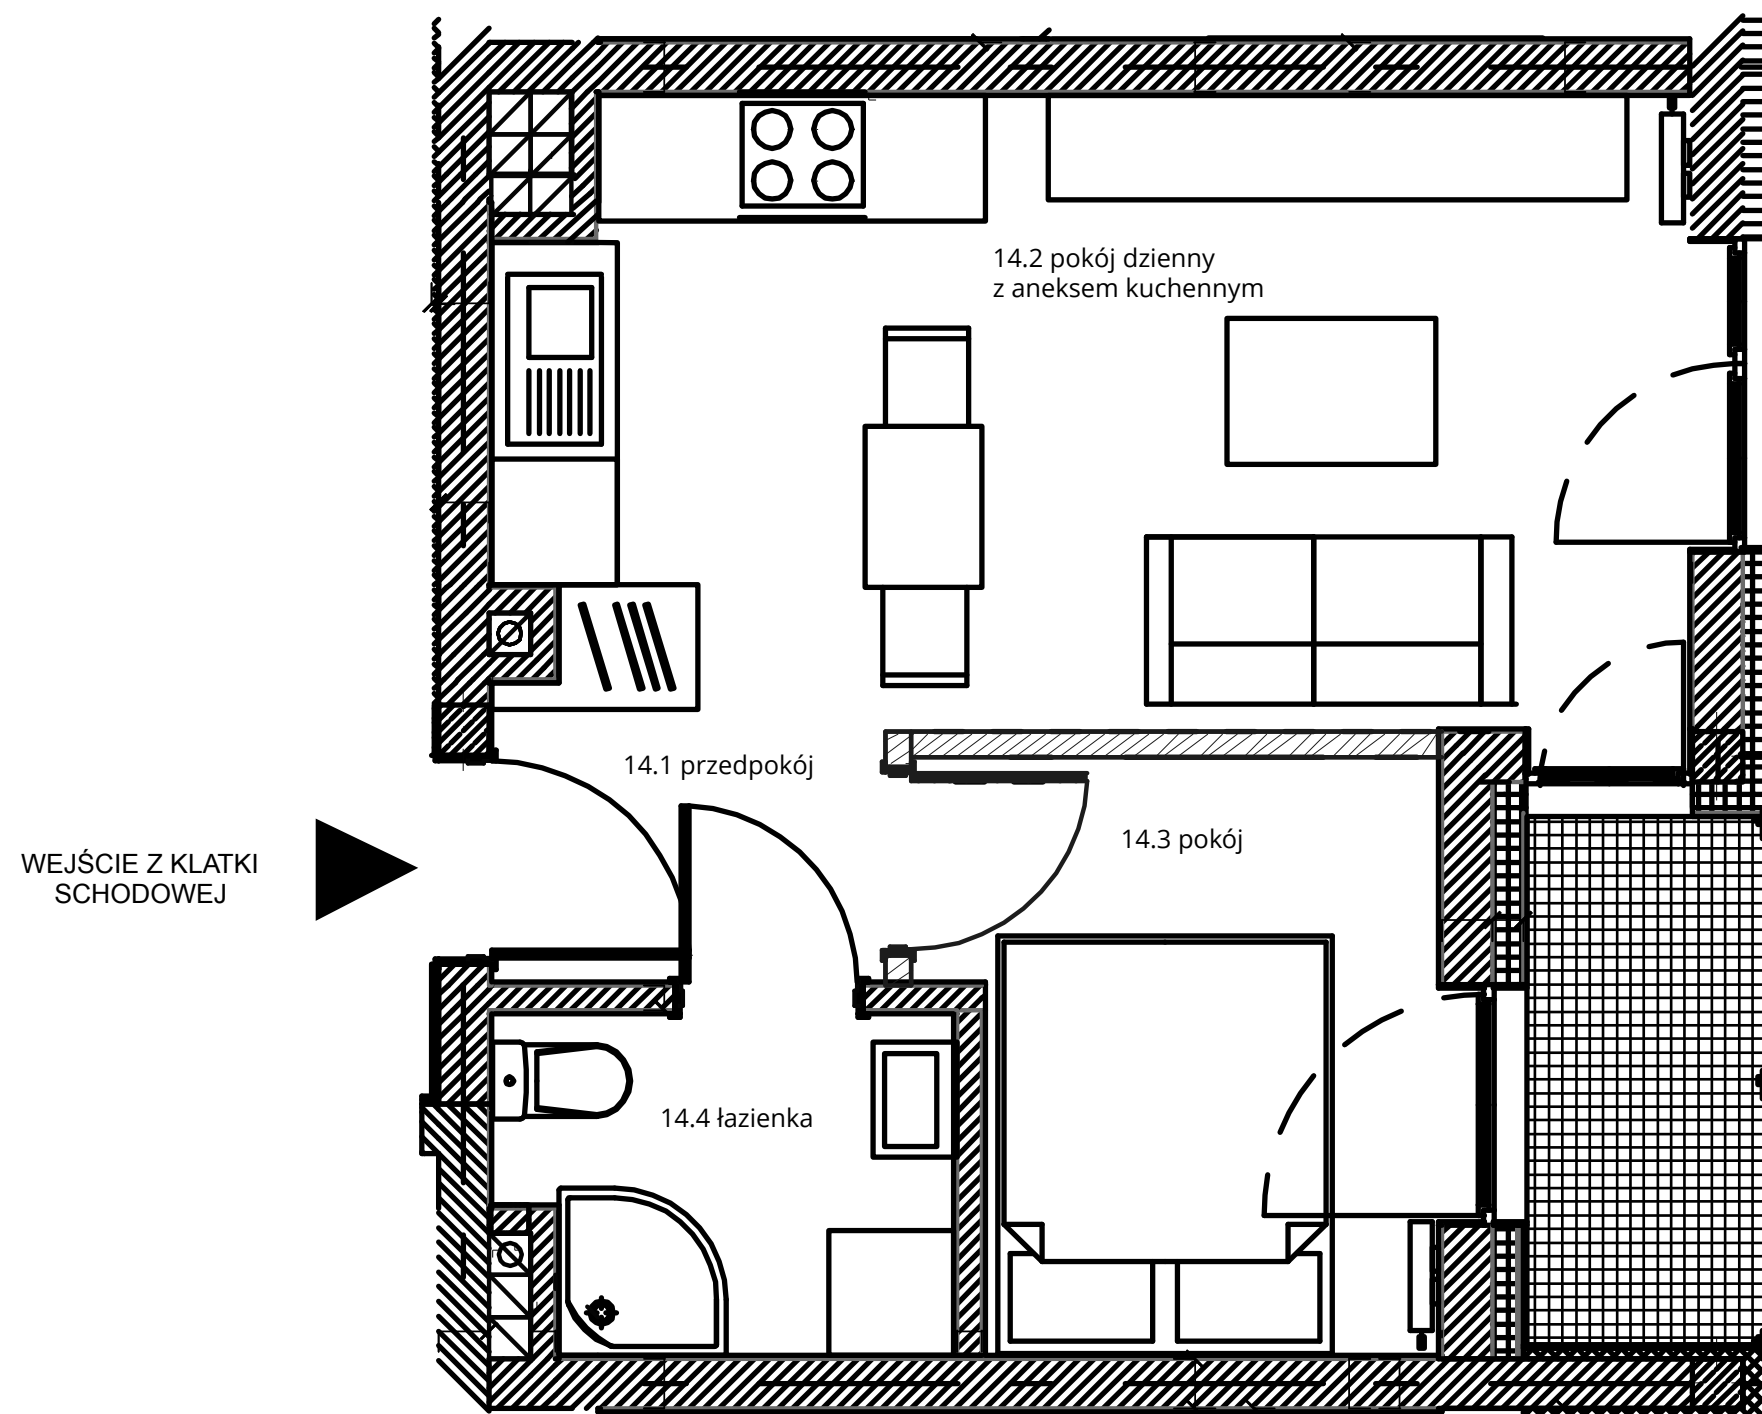 14.2 pokój dzienny
z aneksem kuchennym
14.1 przedpokój
14.3 pokój
WEJŚCIE Z KLATKI
SCHODOWEJ
14.4 łazienka